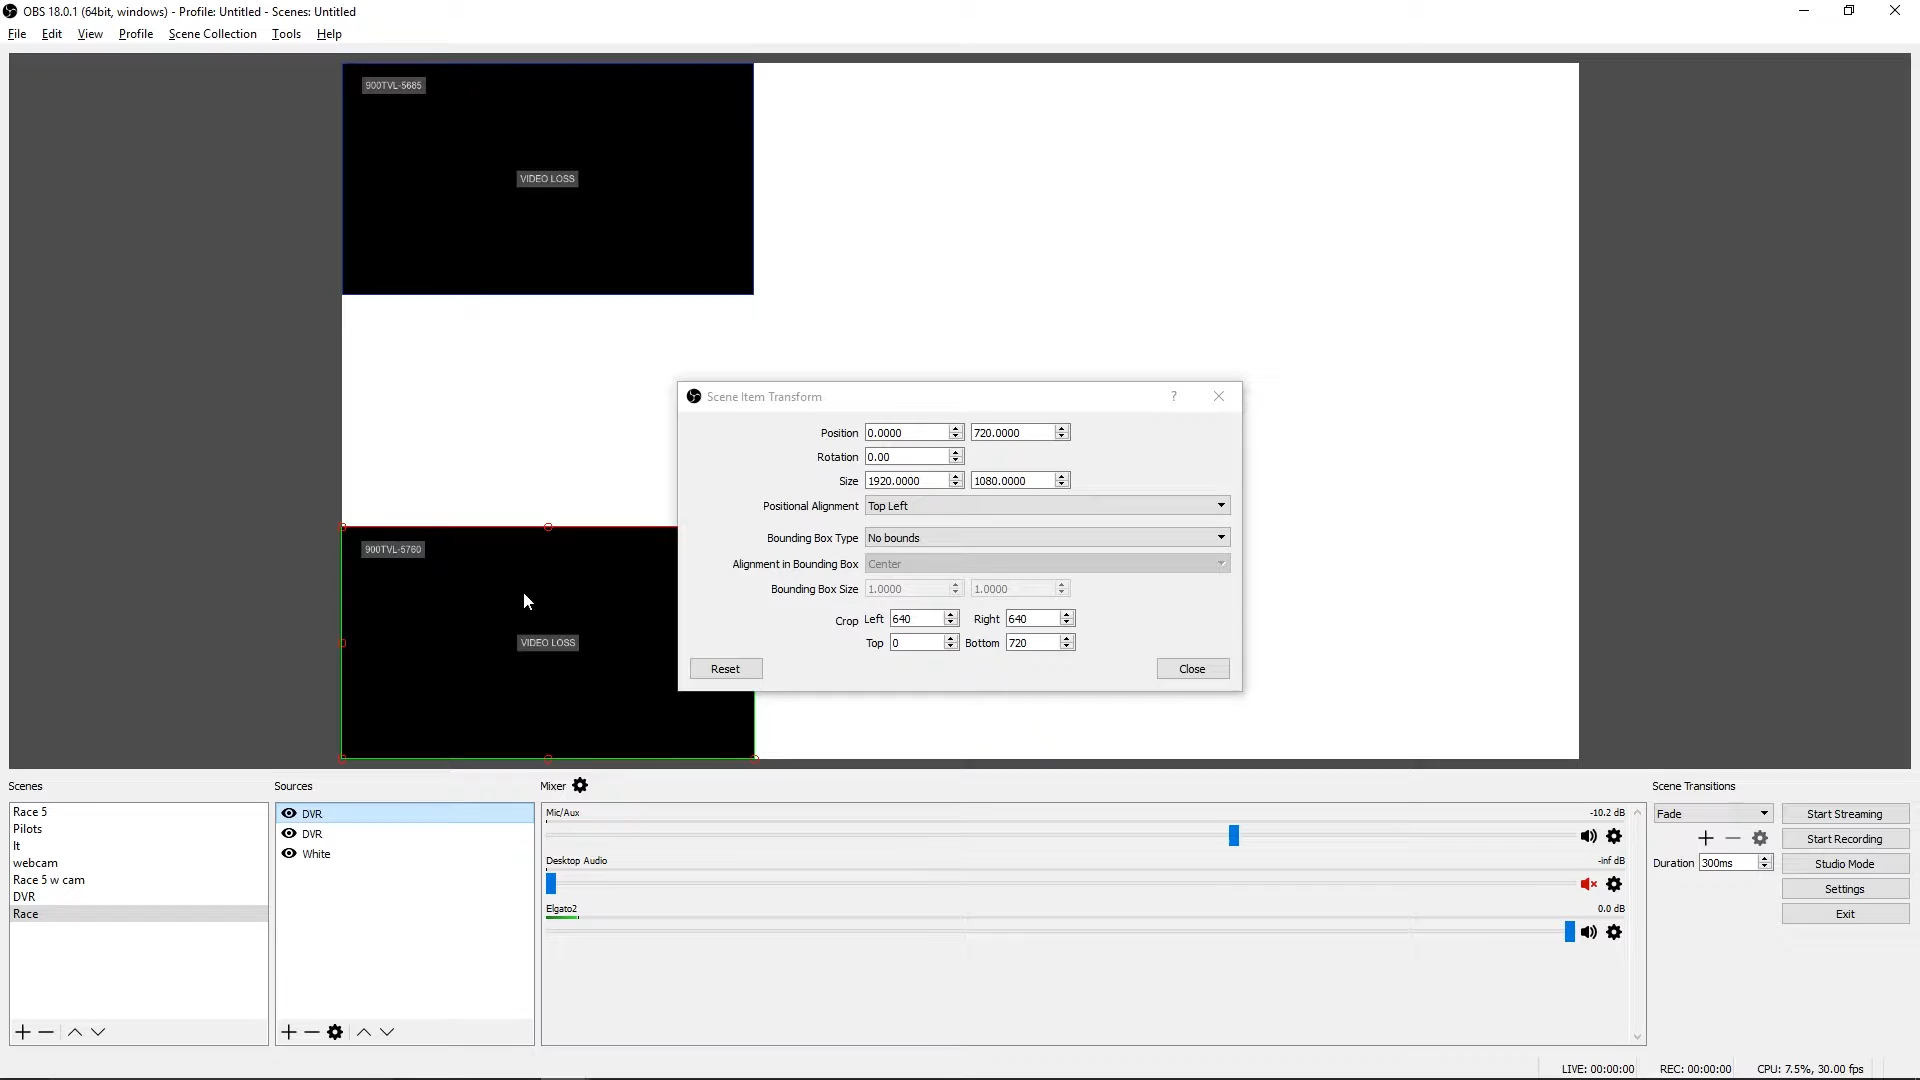 OBS 18.0.1 (64bit, windows) - Profile: Untitled - Scenes: Untitled
File Edit View Profile Scene Collection Tools Help
900TVL-5685
VIDEO LOSS
Scene Item Transform ?
Position 0.0000 720.0000
Rotation 0.00
Size 1920.0000 1080.0000
Positional Alignment Top Left
Bounding Box Type No bounds
Alignment in Bounding Box Center
Bounding Box Size 1.0000 1.0000
Crop Left 640 Right 640
Top 0 Bottom 720
Reset Close
900TVL-5760
VIDEO LOSS
Scenes
Race 5
Pilots
It
webcam
Race 5 w cam
DVR
Race
Sources
DVR
DVR
White
Mixer
Mic/Aux -10.2 dB
Desktop Audio -inf dB
Elgato2 0.0 dB
Scene Transitions
Fade
Duration 300ms
Start Streaming
Start Recording
Studio Mode
Settings
Exit
LIVE: 00:00:00 REC: 00:00:00 CPU: 7.5%, 30.00 fps